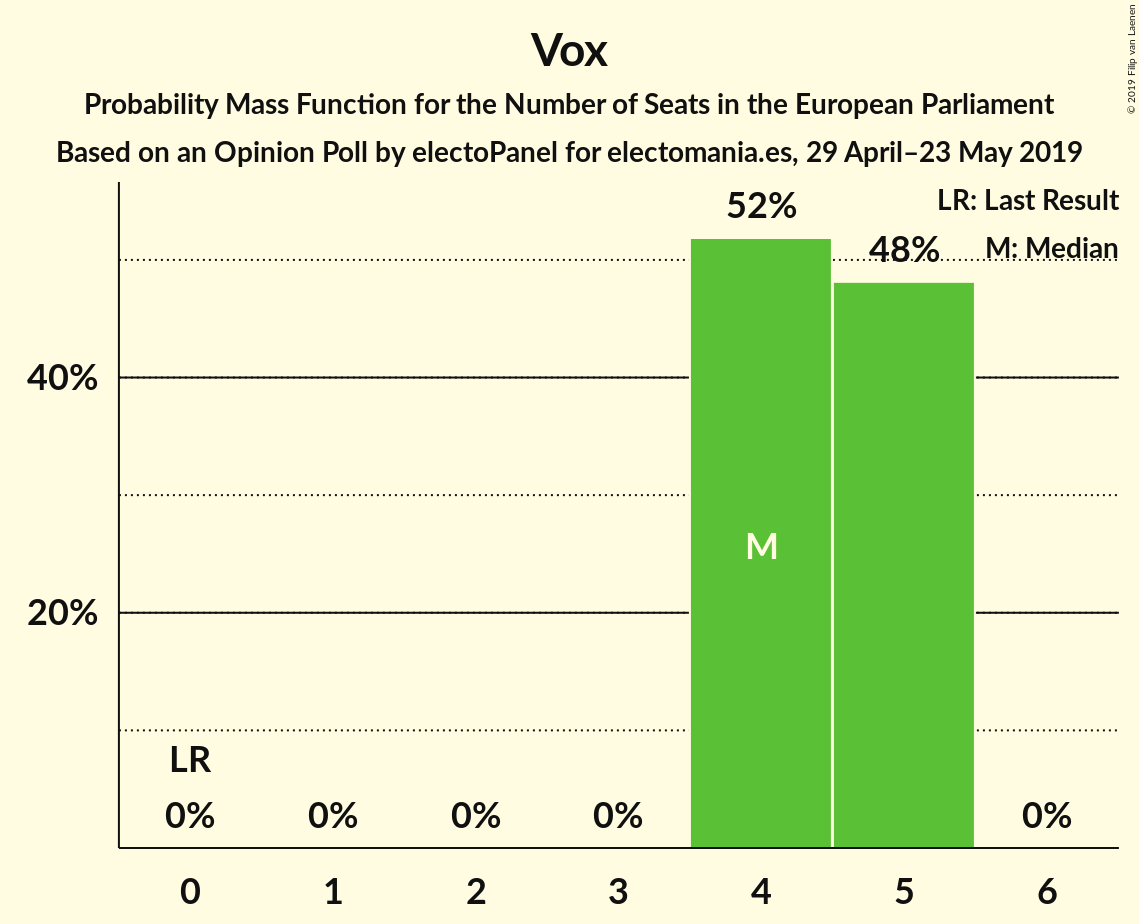 Vox
Probability Mass Function for the Number of Seats in the European Parliament
Based on an Opinion Poll by electoPanel for electomania.es, 29 April–23 May 2019
© 2019 Filip van Laenen
LR: Last Result
M: Median
52%
48%
40%
20%
M
LR
0%
0%
0%
0%
0%
0
1
2
3
4
5
6